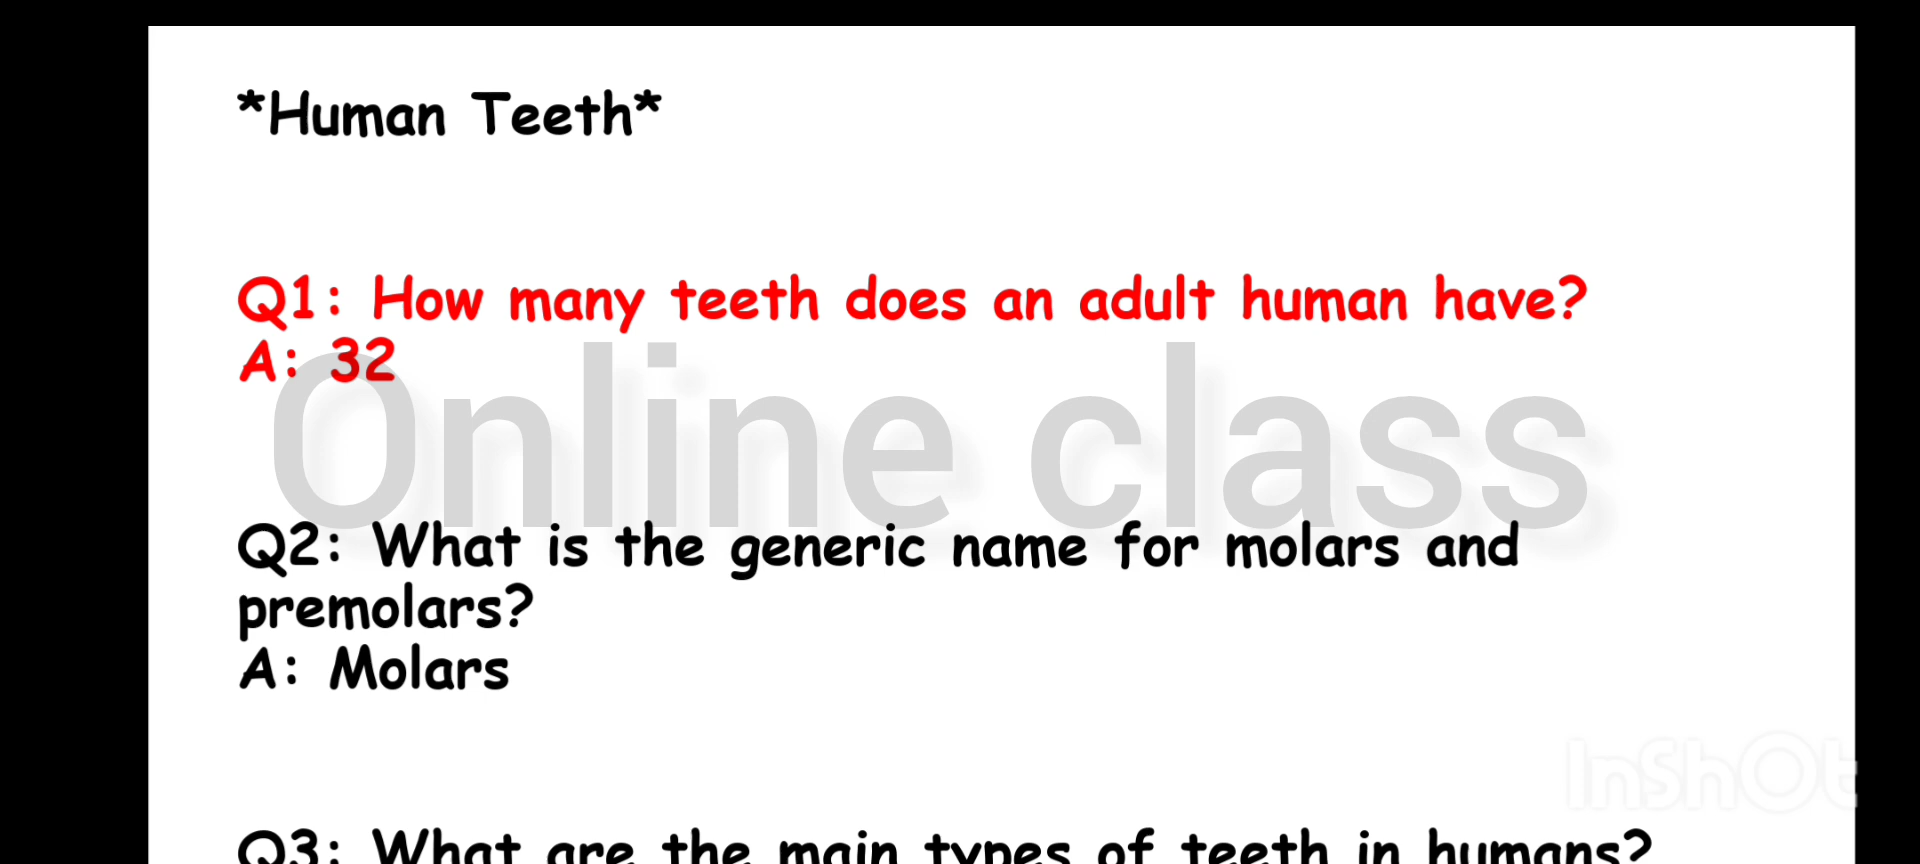 *Human Teeth*
Q1: How many teeth does an adult human have?
A: 32
Online class
Q2: What is the generic name for molars and
premolars?
A: Molars
InShOt
Q3: What are the main types of teeth in humans?